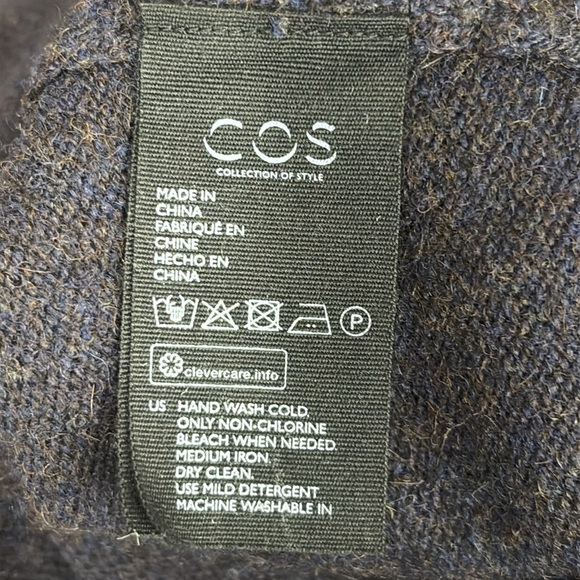 COS
COLLECTION OF STYLE
MADE IN
CHINA
FABRIQUÉ EN
CHINE
HECHO EN
CHINA
P
clevercare.info
US HAND WASH COLD.
ONLY NON-CHLORINE
BLEACH WHEN NEEDED.
MEDIUM IRON.
DRY CLEAN.
USE MILD DETERGENT
MACHINE WASHABLE IN